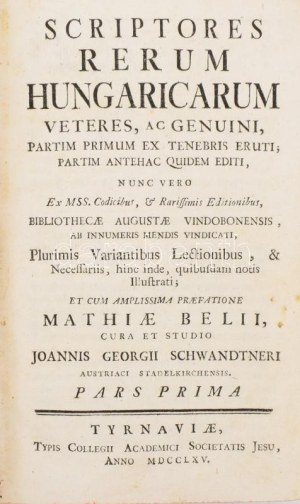 SCRIPTORES
RERUM
HUNGARICARUM
VETERES, AC GENUINI,
PARTIM PRIMUM EX TENEBRIS ERUTI;
PARTIM ANTEHAC QUIDEM EDITI,
NUNC VERO
Ex MSS. Codicibus, & Rarissimis Editionibus,
BIBLIOTHECÆ AUGUSTÆ VINDOBONENSIS,
AB INNUMERIS MENDIS VINDICATI,
Plurimis Variantibus Lectionibus, &
Necessariis, hinc inde, quibusdam notis
Illustrati;
ET CUM AMPLISSIMA PRÆFATIONE
MATHIÆ BELII,
CURA ET STUDIO
JOANNIS GEORGII SCHWANDTNERI
AUSTRIACI STADELKIRCHENSIS.
PARS PRIMA
TYRNAVIÆ,
TYPIS COLLEGII ACADEMICI SOCIETATIS JESU,
ANNO MDCCLXV.